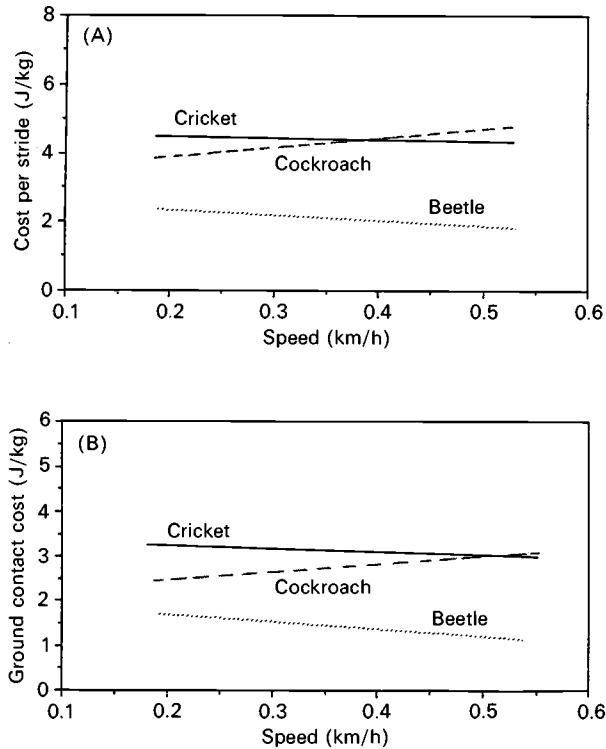 (A)
Cost per stride (J/kg)
8
6
4
2
0
Cricket
Cockroach
Beetle
0.1 0.2 0.3 0.4 0.5 0.6
Speed (km/h)
(B)
Ground contact cost (J/kg)
6
5
4
3
2
1
0
Cricket
Cockroach
Beetle
0.1 0.2 0.3 0.4 0.5 0.6
Speed (km/h)